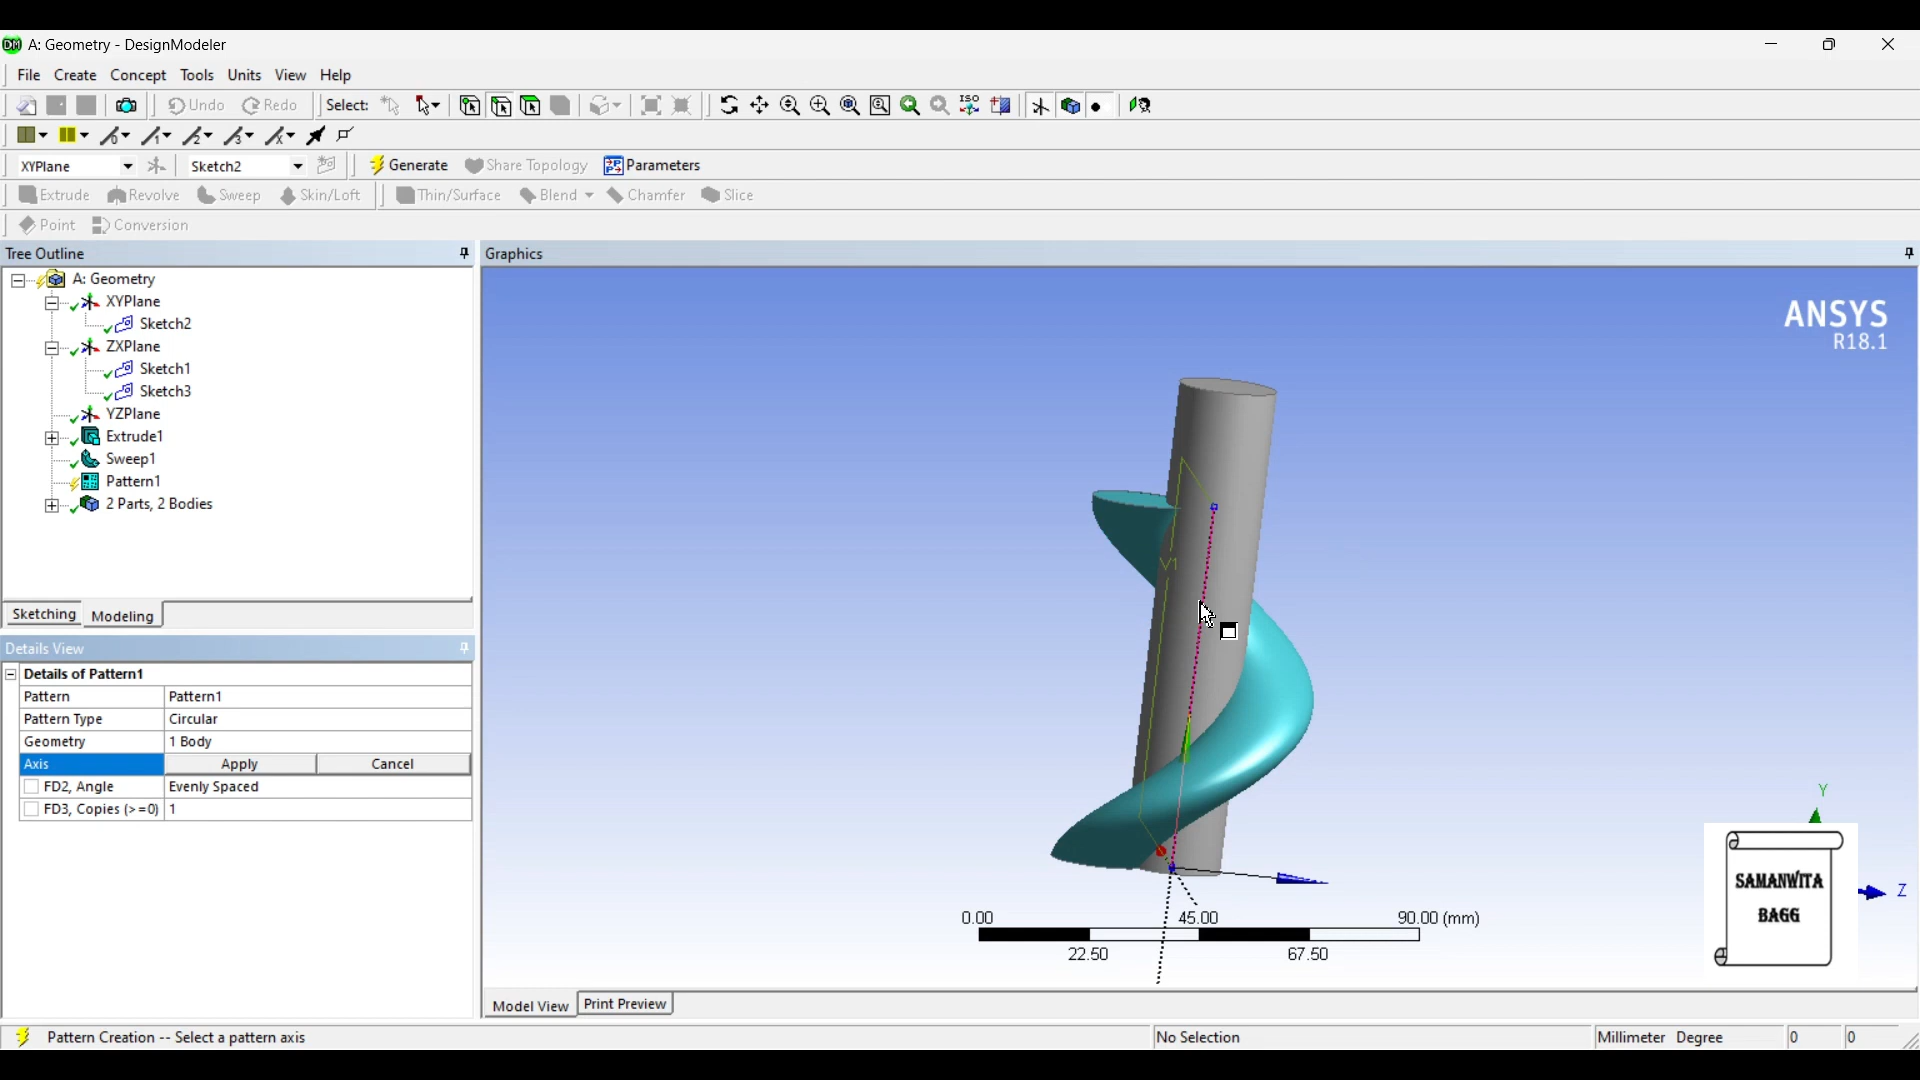 A: Geometry - DesignModeler
File Create Concept Tools Units View Help
Undo Redo Select: ISO
XYPlane Sketch2 Generate Share Topology Parameters
Extrude Revolve Sweep Skin/Loft Thin/Surface Blend Chamfer Slice
Point Conversion
Tree Outline
A: Geometry
XYPlane
Sketch2
ZXPlane
Sketch1
Sketch3
YZPlane
Extrude1
Sweep1
Pattern1
2 Parts, 2 Bodies
Sketching Modeling
Details View
Details of Pattern1
Pattern Pattern1
Pattern Type Circular
Geometry 1 Body
Axis Apply Cancel
FD2, Angle Evenly Spaced
FD3, Copies (>=0) 1
Graphics
ANSYS
R18.1
V1
0.00 45.00 90.00 (mm)
22.50 67.50
Y
Z
SAMANWITA
BAGG
Model View Print Preview
Pattern Creation -- Select a pattern axis No Selection Millimeter Degree 0 0